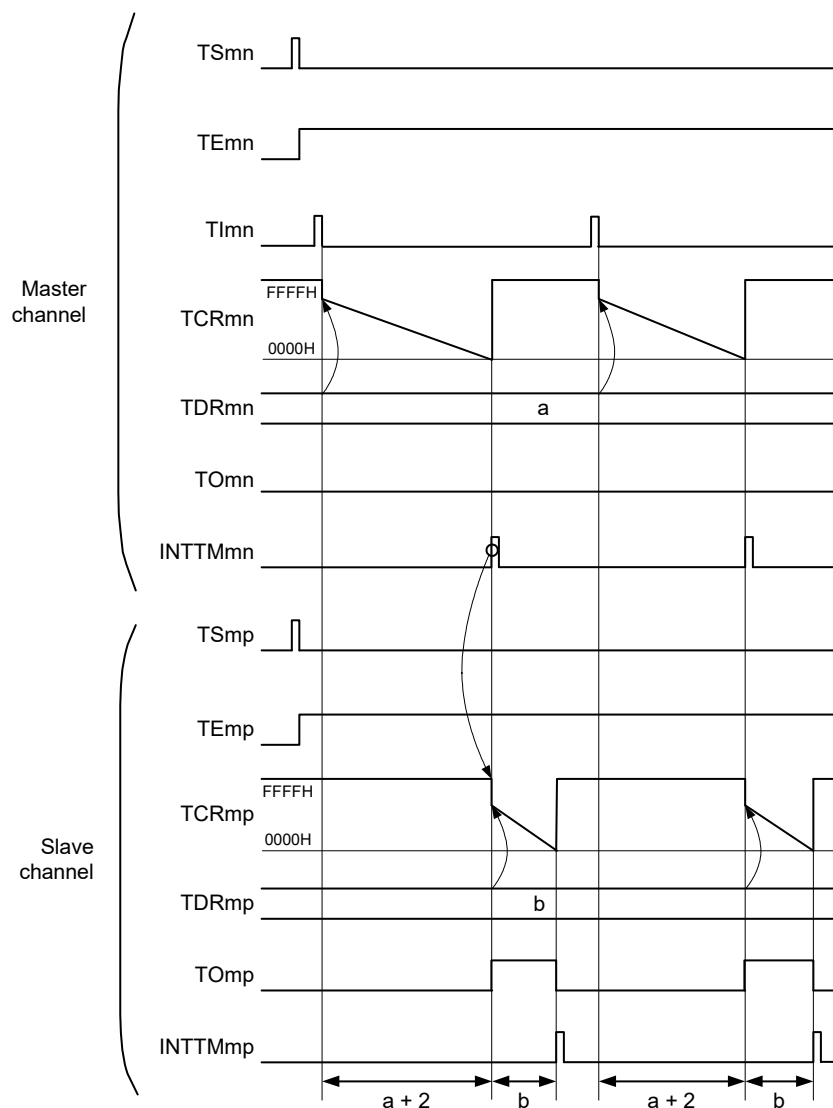 TSmn
TEmn
TImn
Master
channel
FFFFH
TCRmn
0000H
TDRmn
a
TOmn
INTTMmn
TSmp
TEmp
FFFFH
TCRmp
0000H
Slave
channel
TDRmp
b
TOmp
INTTMmp
a + 2 b a + 2 b